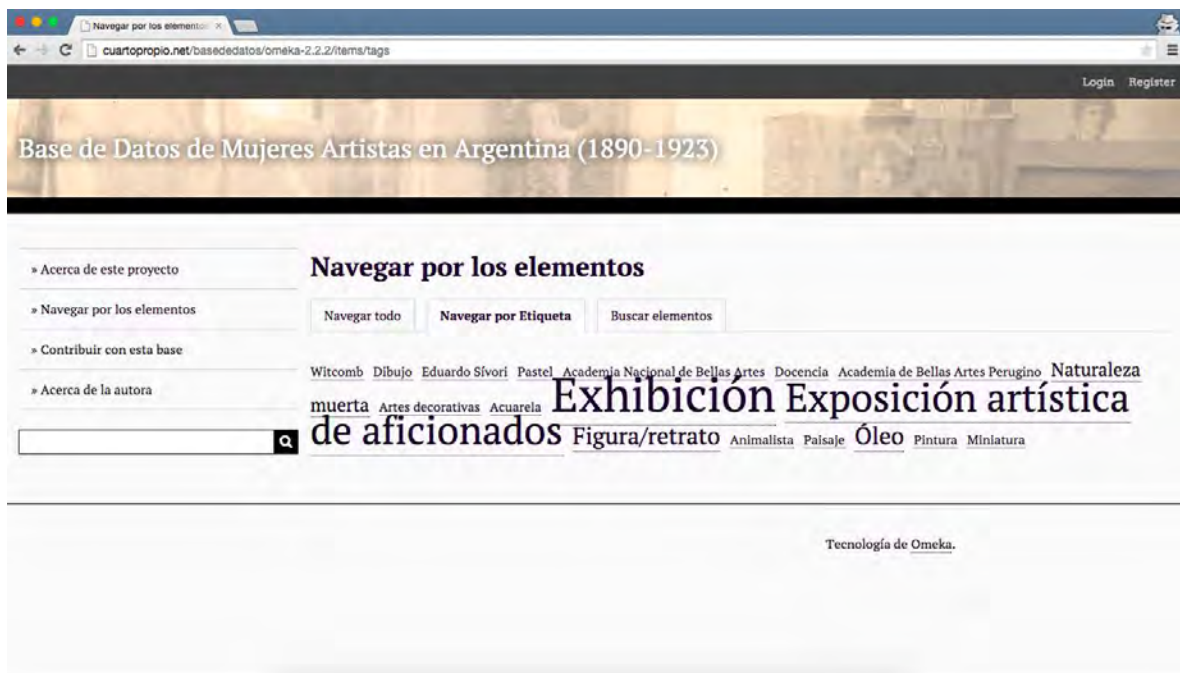 Navegar por los elementos
cuartopropio.net/basededatos/omeka-2.2.2/items/tags
Login Register
Base de Datos de Mujeres Artistas en Argentina (1890-1923)
» Acerca de este proyecto
» Navegar por los elementos
» Contribuir con esta base
» Acerca de la autora
Navegar por los elementos
Navegar todo Navegar por Etiqueta Buscar elementos
Witcomb Dibujo Eduardo Sívori Pastel Academia Nacional de Bellas Artes Docencia Academia de Bellas Artes Perugino Naturaleza
muerta Artes decorativas Acuarela Exhibición Exposición artística
de aficionados Figura/retrato Animalista Paisaje Óleo Pintura Miniatura
Tecnología de Omeka.